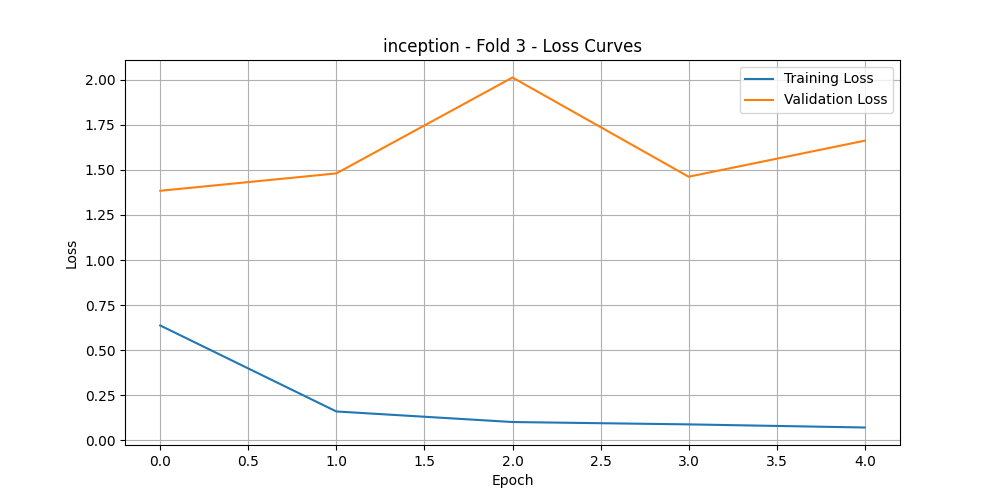 inception - Fold 3 - Loss Curves
Training Loss
Validation Loss
2.00
1.75
1.50
1.25
1.00
0.75
0.50
0.25
0.00
Loss
0.0 0.5 1.0 1.5 2.0 2.5 3.0 3.5 4.0
Epoch